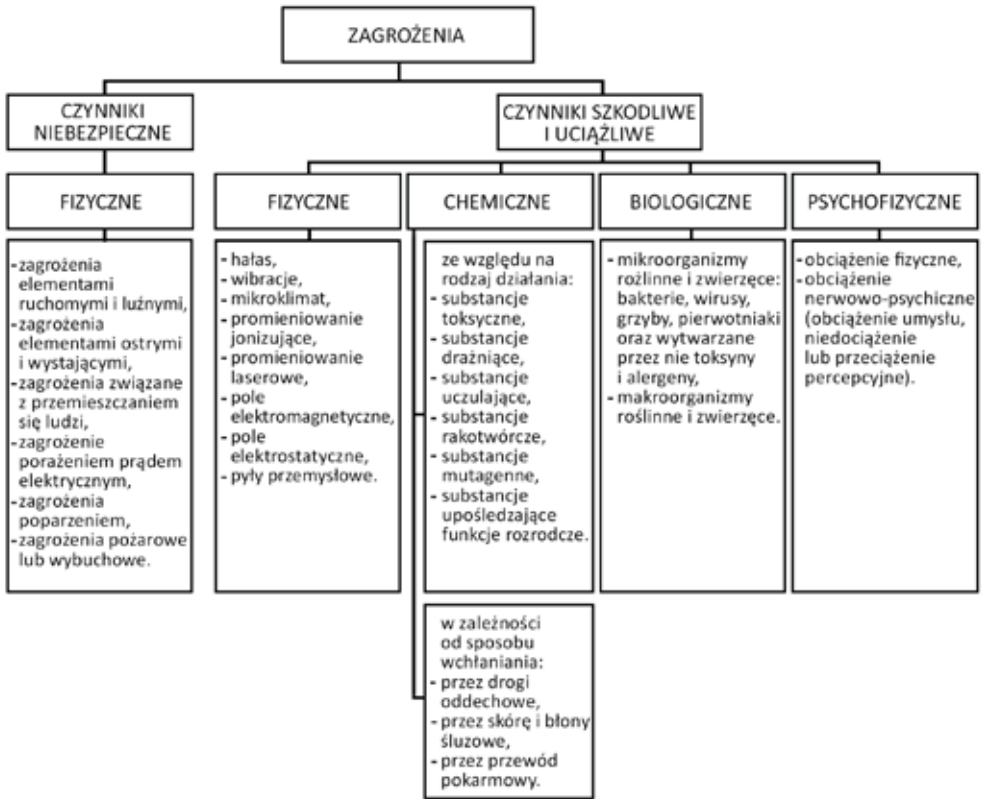 ZAGROŻENIA
CZYNNIKI
NIEBEZPIECZNE
CZYNNIKI SZKODLIWE
I UCIĄŻLIWE
FIZYCZNE
FIZYCZNE
CHEMICZNE
BIOLOGICZNE
PSYCHOFIZYCZNE
-zagrożenia
elementami
ruchomymi i luźnymi,
-zagrożenia
elementami ostrymi
i wystającymi,
-zagrożenia związane
z przemieszczaniem
się ludzi,
-zagrożenie
porażeniem prądem
elektrycznym,
-zagrożenia
poparzeniem,
-zagrożenia pożarowe
lub wybuchowe.
- hałas,
- wibracje,
- mikroklimat,
- promieniowanie
jonizujące,
- promieniowanie
laserowe,
- pole
elektromagnetyczne,
- pole
elektrostatyczne,
- pyły przemysłowe.
ze względu na
rodzaj działania:
- substancje
toksyczne,
- substancje
drażniące,
- substancje
uczulające,
- substancje
rakotwórcze,
- substancje
mutagenne,
- substancje
upośledzające
funkcje rozrodcze.
- mikroorganizmy
rożlinne i zwierzęce:
bakterie, wirusy,
grzyby, pierwotniaki
oraz wytwarzane
przez nie toksyny
i alergeny,
- makroorganizmy
roślinne i zwierzęce.
- obciążenie fizyczne,
- obciążenie
nerwowo-psychiczne
(obciążenie umysłu,
niedociążenie
lub przeciążenie
percepcyjne).
w zależności
od sposobu
wchłaniania:
- przez drogi
oddechowe,
- przez skórę i błony
śluzowe,
- przez przewód
pokarmowy.